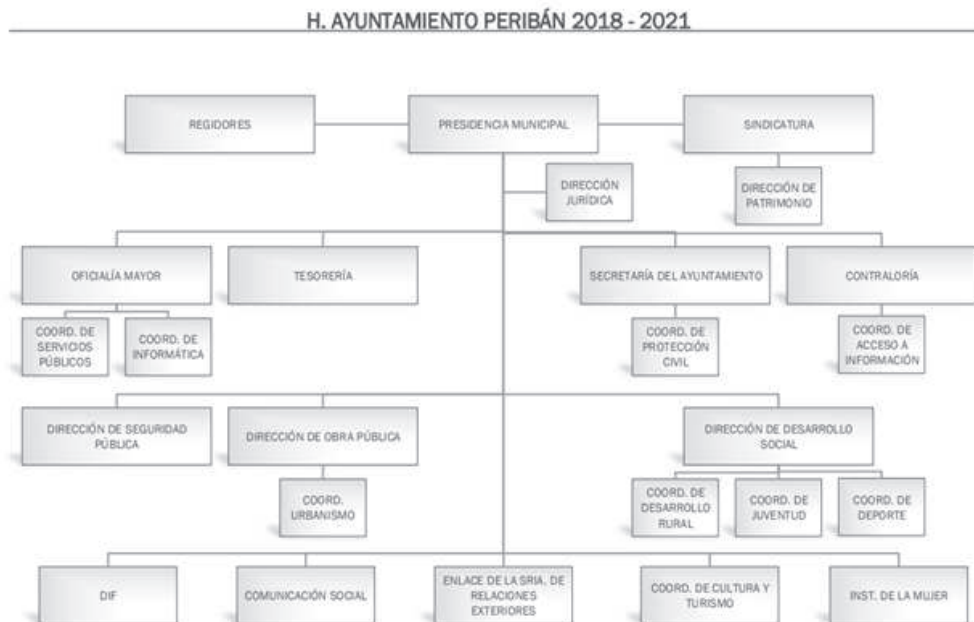 H. AYUNTAMIENTO PERIBÁN 2018 - 2021
REGIDORES
PRESIDENCIA MUNICIPAL
SINDICATURA
DIRECCIÓN
JURÍDICA
DIRECCIÓN DE
PATRIMONIO
OFICIALÍA MAYOR
TESORERÍA
SECRETARÍA DEL AYUNTAMIENTO
CONTRALORÍA
COORD. DE
SERVICIOS
PÚBLICOS
COORD. DE
INFORMÁTICA
COORD. DE
PROTECCIÓN
CIVIL
COORD. DE
ACCESO A
INFORMACIÓN
DIRECCIÓN DE SEGURIDAD
PÚBLICA
DIRECCIÓN DE OBRA PÚBLICA
DIRECCIÓN DE DESARROLLO
SOCIAL
COORD.
URBANISMO
COORD. DE
DESARROLLO
RURAL
COORD. DE
JUVENTUD
COORD. DE
DEPORTE
DIF
COMUNICACIÓN SOCIAL
ENLACE DE LA SRIA. DE
RELACIONES
EXTERIORES
COORD. DE CULTURA Y
TURISMO
INST. DE LA MUJER